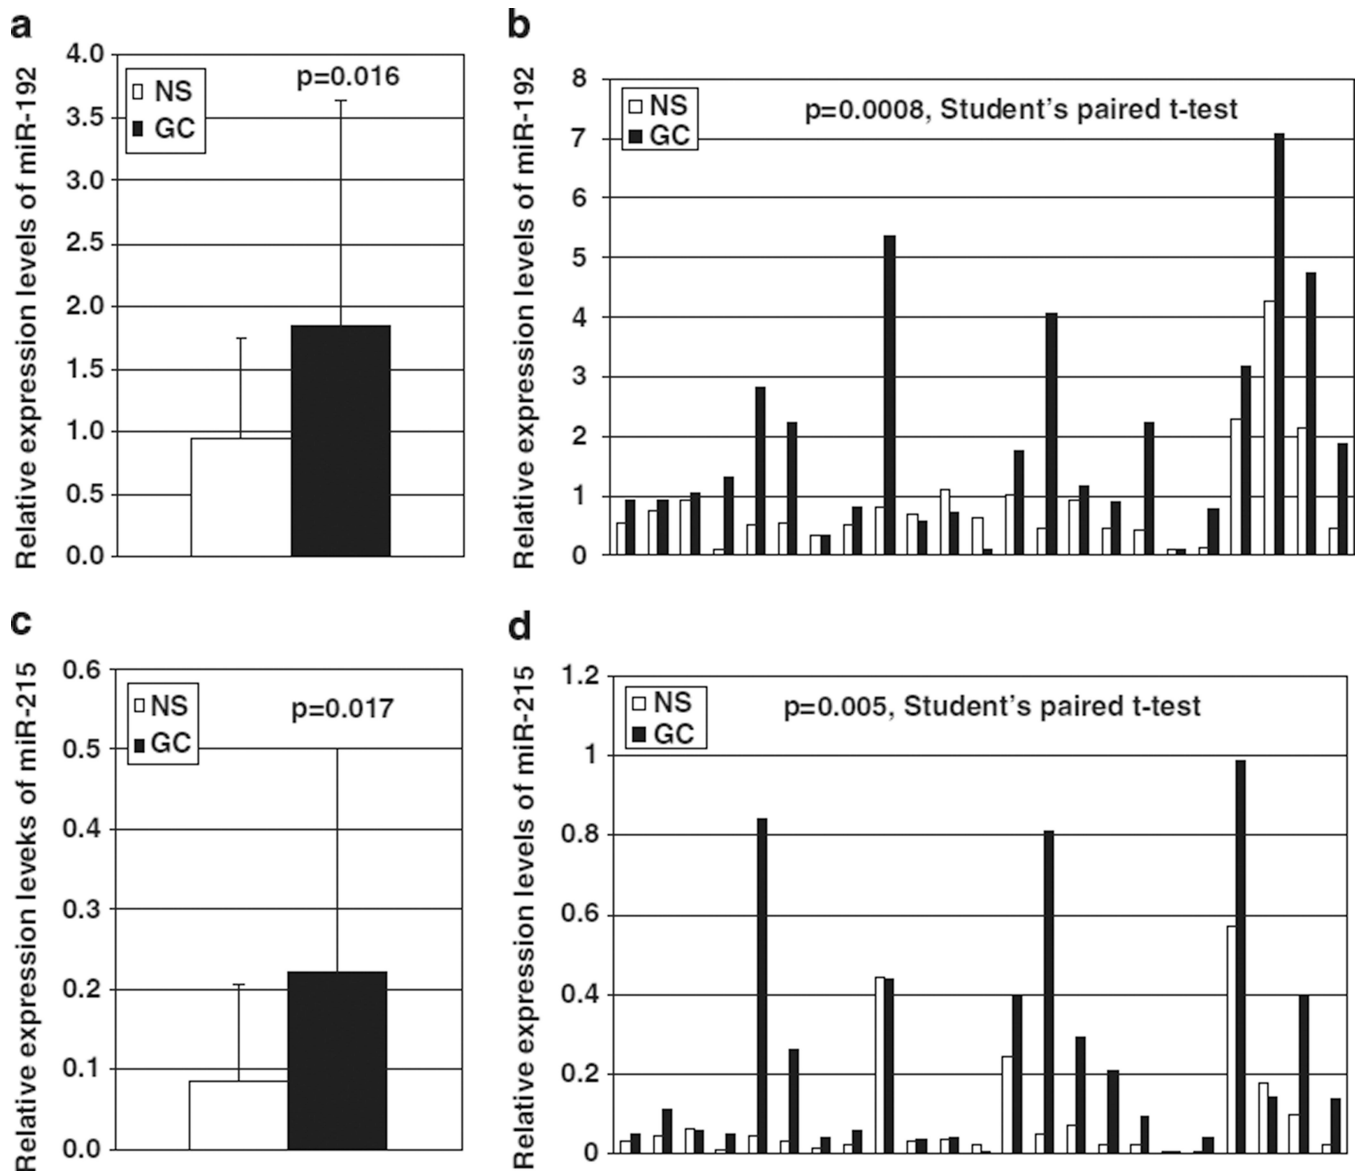 a
Relative expression levels of miR-192
4.0
3.5
3.0
2.5
2.0
1.5
1.0
0.5
0.0
NS
GC
p=0.016
b
Relative expression levels of miR-192
8
7
6
5
4
3
2
1
0
NS
GC
p=0.0008, Student's paired t-test
c
Relative expression leveks of miR-215
0.6
0.5
0.4
0.3
0.2
0.1
0.0
NS
GC
p=0.017
d
Relative expression levels of miR-215
1.2
1
0.8
0.6
0.4
0.2
0
NS
GC
p=0.005, Student's paired t-test